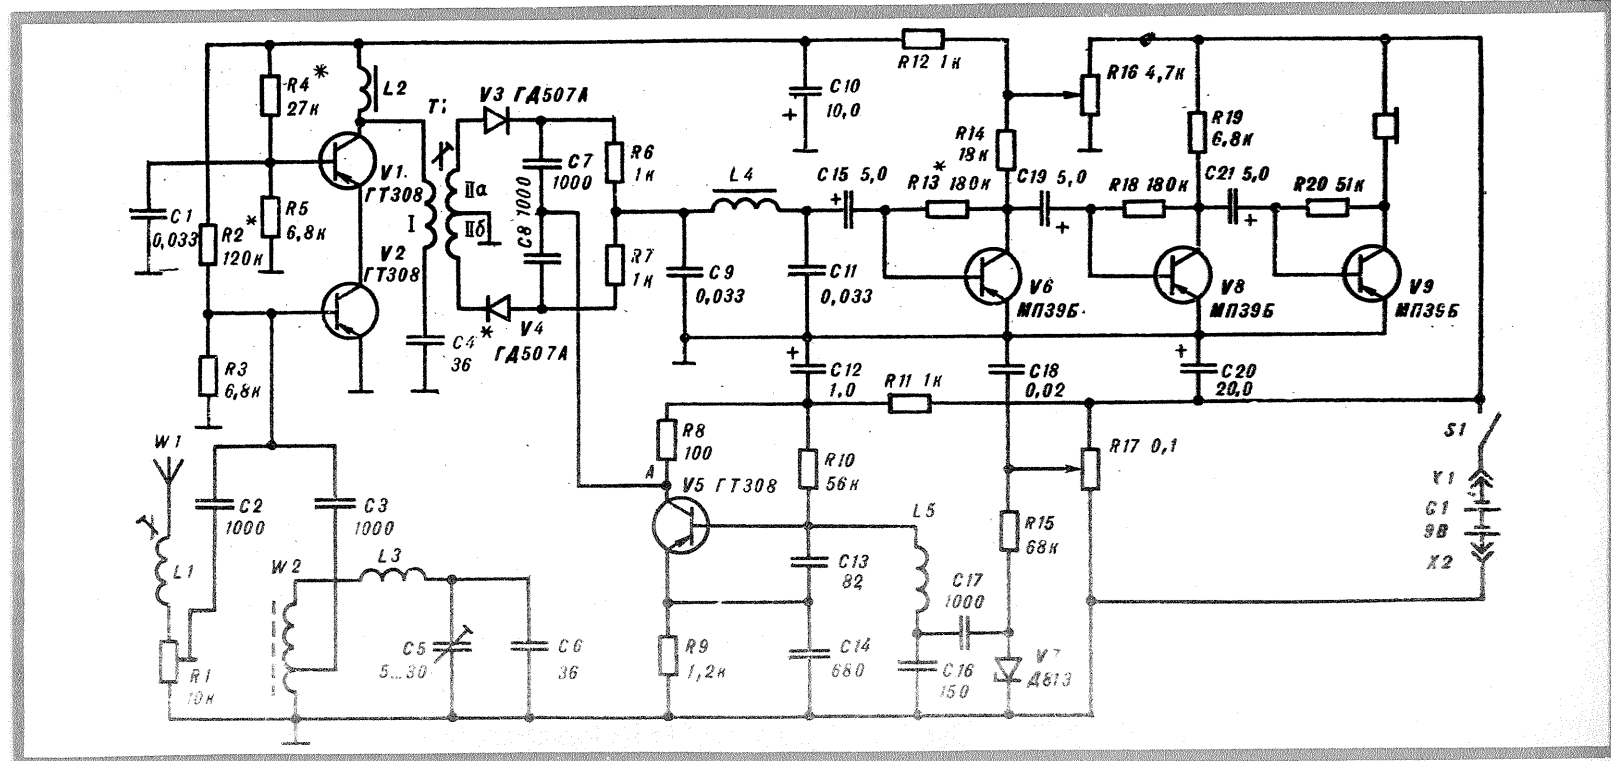 R4*
27к
L2
T1
V3 ГД507А
C10
10,0
+
R12 1к
R16 4,7к
R14
18к
R19
6,8к
V1
ГТ308
C7
1000
R6
1к
L4
C15 5,0
+
R13* 180к
C19 5,0
+
R18 180к
C21 5,0
+
R20 51к
C1
0,033
R2
120к
R5*
6,8к
I
IIа
IIб
C8 1000
V2
ГТ308
R7
1к
C9
0,033
C11
0,033
V6
МП39Б
V8
МП39Б
V9
МП39Б
C4
36
*
V4
ГД507А
R3
6,8к
+
C12
1,0
R11 1к
C18
0,02
+
C20
20,0
W1
R8
100
A
V5 ГТ308
R10
56к
R17 0,1
S1
X1
G1
9В
X2
C2
1000
C3
1000
L5
R15
68к
L1
W2
L3
C13
82
C17
1000
R1
10к
C5
5...30
C6
36
R9
1,2к
C14
680
C16
150
V7
Д813